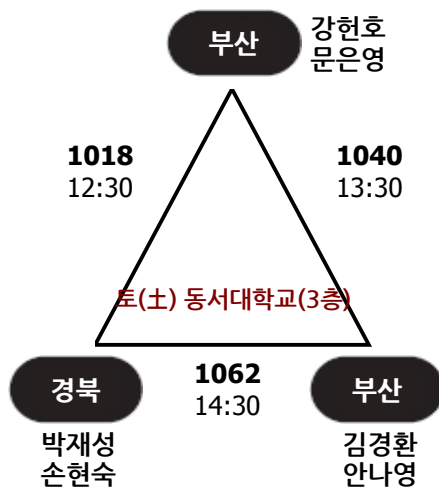 부산
강헌호
문은영
1018
12:30
1040
13:30
토(土) 동서대학교(3층)
경북
1062
14:30
부산
박재성
손현숙
김경환
안나영